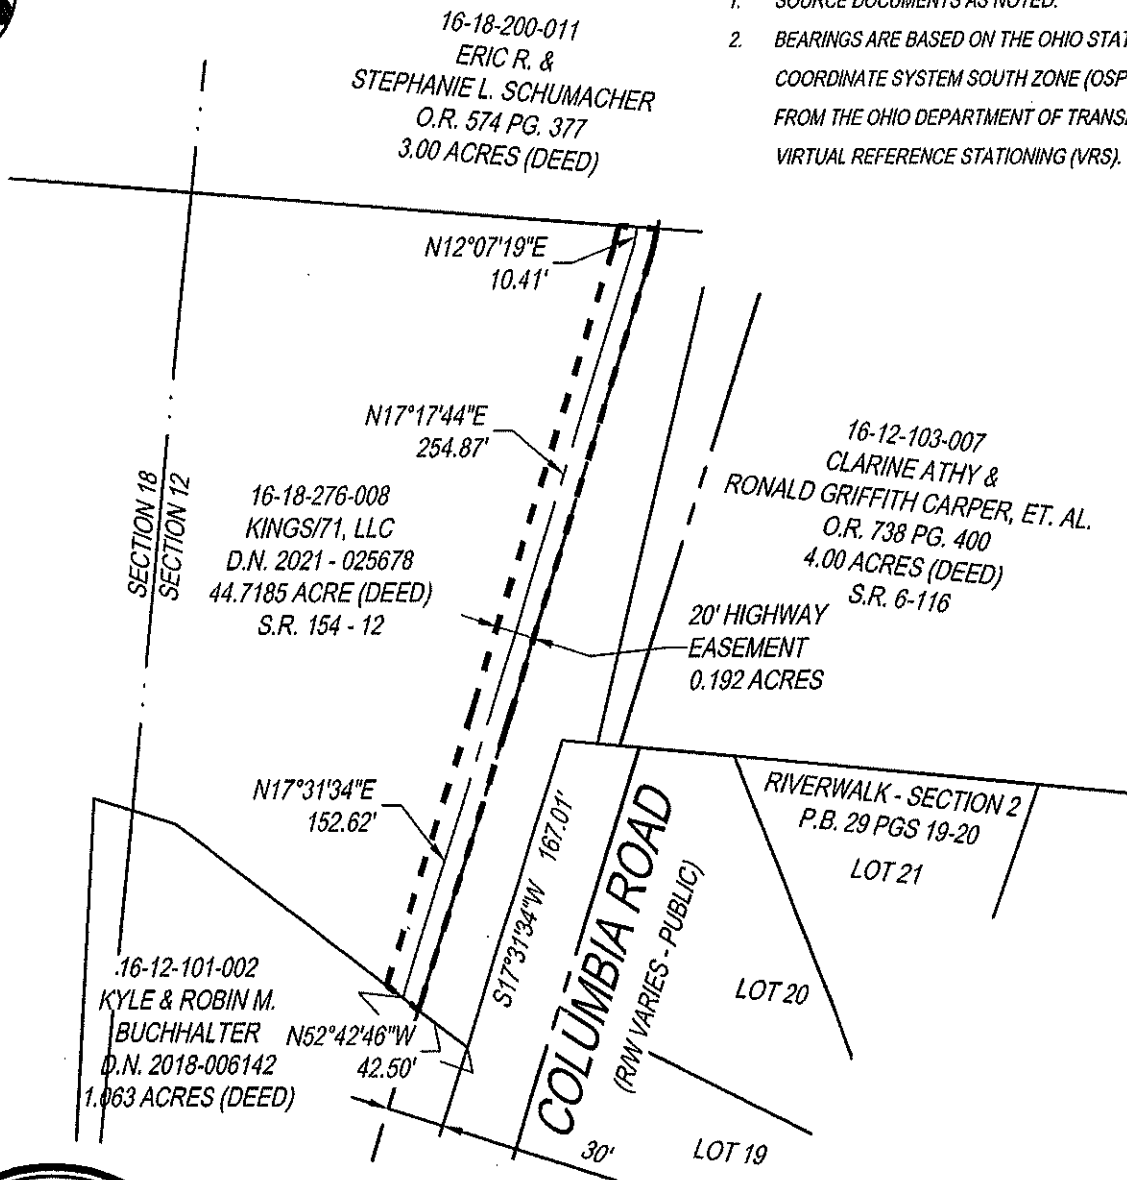 1. SOURCE DOCUMENTS AS NOTED.
2. BEARINGS ARE BASED ON THE OHIO STAT
COORDINATE SYSTEM SOUTH ZONE (OSP
FROM THE OHIO DEPARTMENT OF TRANS
VIRTUAL REFERENCE STATIONING (VRS).
16-18-200-011
ERIC R. &
STEPHANIE L. SCHUMACHER
O.R. 574 PG. 377
3.00 ACRES (DEED)
N12°07'19"E
10.41'
N17°17'44"E
254.87'
SECTION 18
SECTION 12
16-18-276-008
KINGS/71, LLC
D.N. 2021 - 025678
44.7185 ACRE (DEED)
S.R. 154 - 12
16-12-103-007
CLARINE ATHY &
RONALD GRIFFITH CARPER, ET. AL.
O.R. 738 PG. 400
4.00 ACRES (DEED)
S.R. 6-116
20' HIGHWAY
EASEMENT
0.192 ACRES
N17°31'34"E
152.62'
S17°31'34"W 167.01'
COLUMBIA ROAD
(R/W VARIES - PUBLIC)
RIVERWALK - SECTION 2
P.B. 29 PGS 19-20
LOT 21
LOT 20
16-12-101-002
KYLE & ROBIN M.
BUCHHALTER
D.N. 2018-006142
1.063 ACRES (DEED)
N52°42'46"W
42.50'
30'
LOT 19